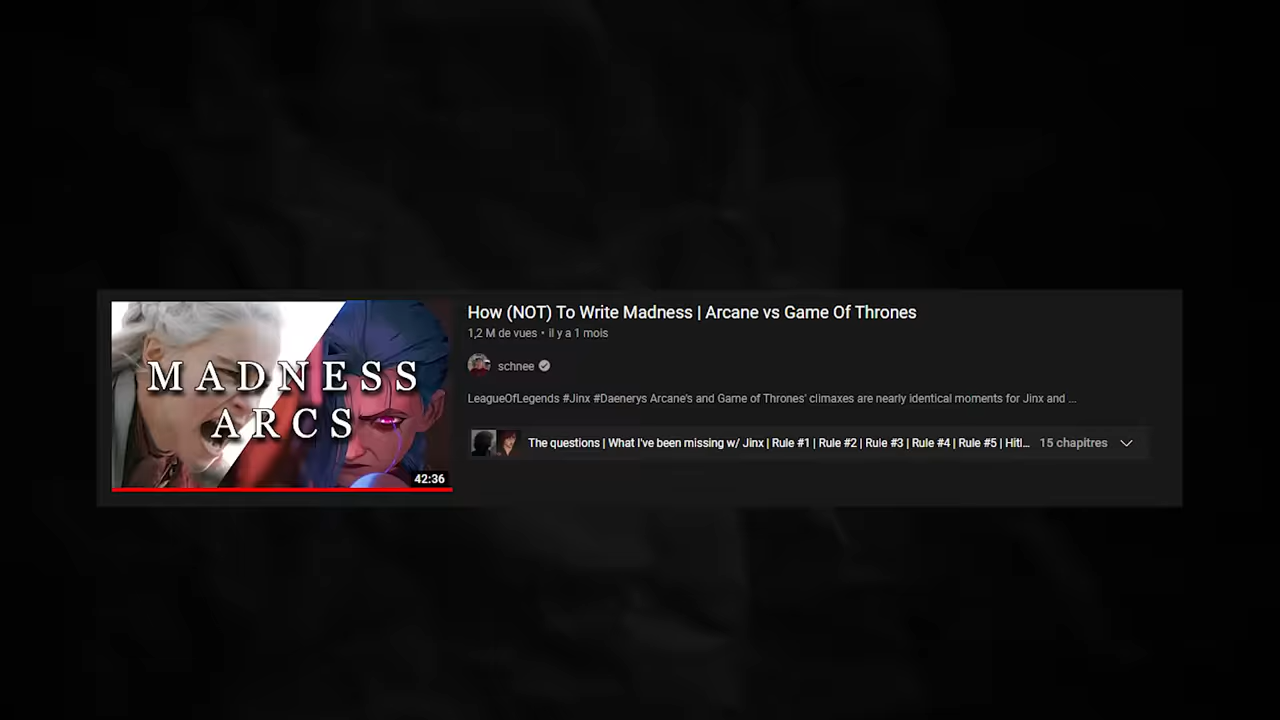 How (NOT) To Write Madness | Arcane vs Game Of Thrones
1,2 M de vues • il y a 1 mois
schnee
LeagueOfLegends #Jinx #Daenerys Arcane's and Game of Thrones' climaxes are nearly identical moments for Jinx and ...
The questions | What I've been missing w/ Jinx | Rule #1 | Rule #2 | Rule #3 | Rule #4 | Rule #5 | Hitl... 15 chapitres
MADNESS
ARCS
42:36